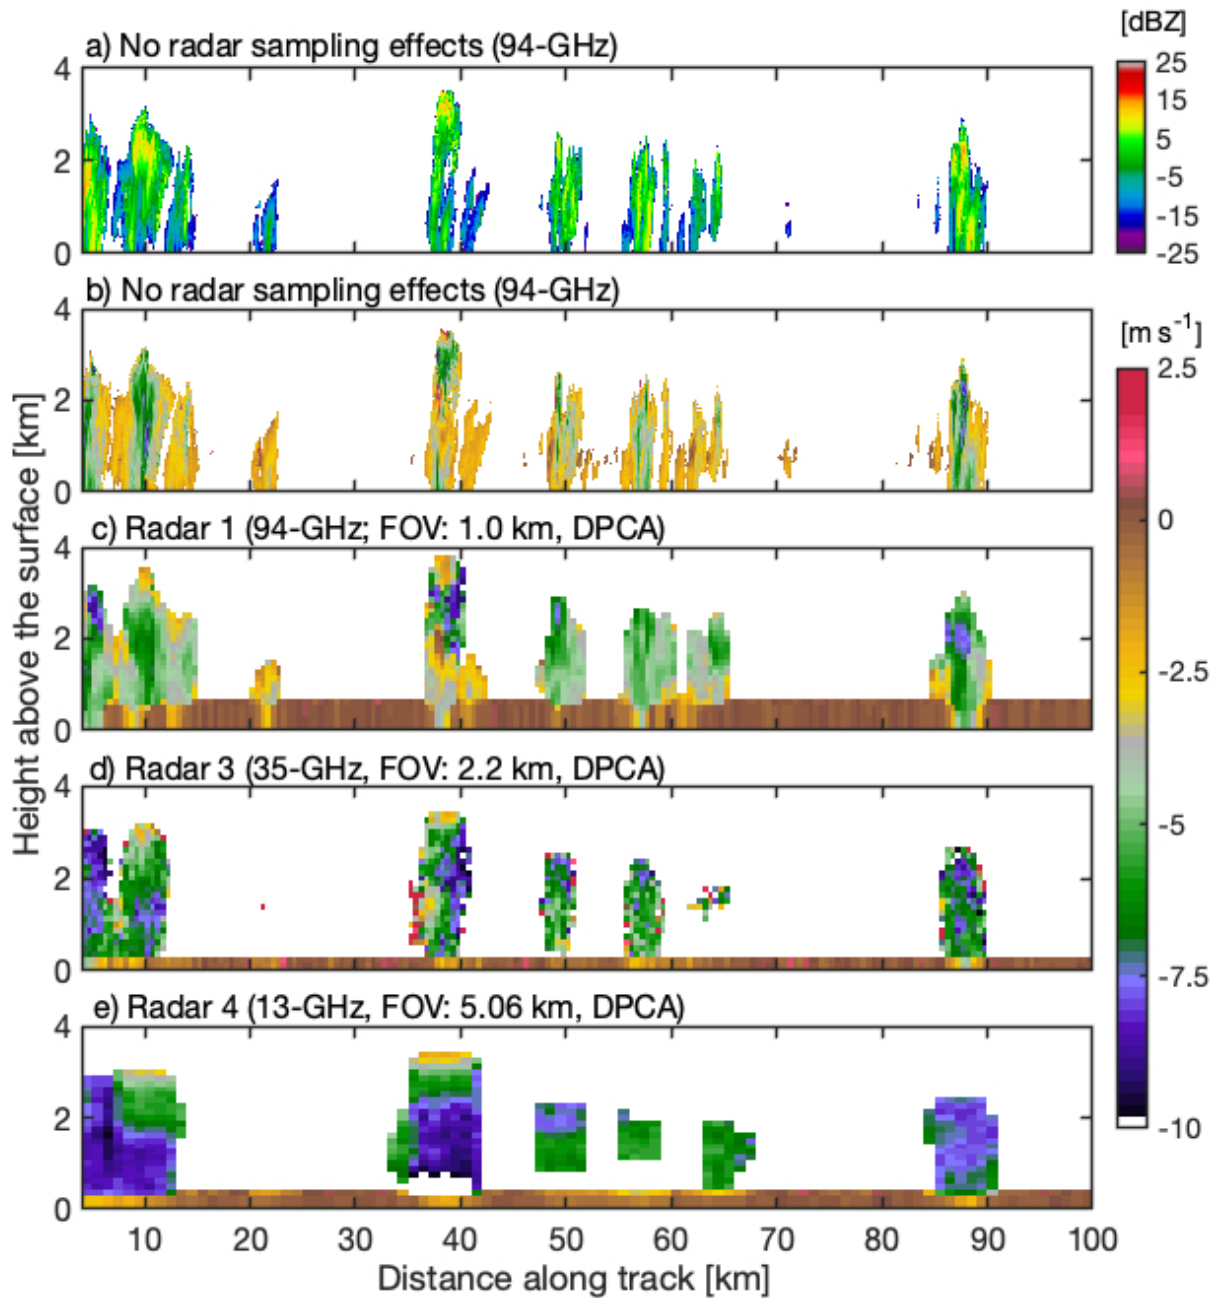 [dBZ]
a) No radar sampling effects (94-GHz)
4
2
0
25
15
5
-5
-15
-25
b) No radar sampling effects (94-GHz)
4
2
0
[m s⁻¹]
2.5
0
-2.5
-5
-7.5
-10
c) Radar 1 (94-GHz; FOV: 1.0 km, DPCA)
4
2
0
Height above the surface [km]
d) Radar 3 (35-GHz, FOV: 2.2 km, DPCA)
4
2
0
e) Radar 4 (13-GHz, FOV: 5.06 km, DPCA)
4
2
0
10 20 30 40 50 60 70 80 90 100
Distance along track [km]